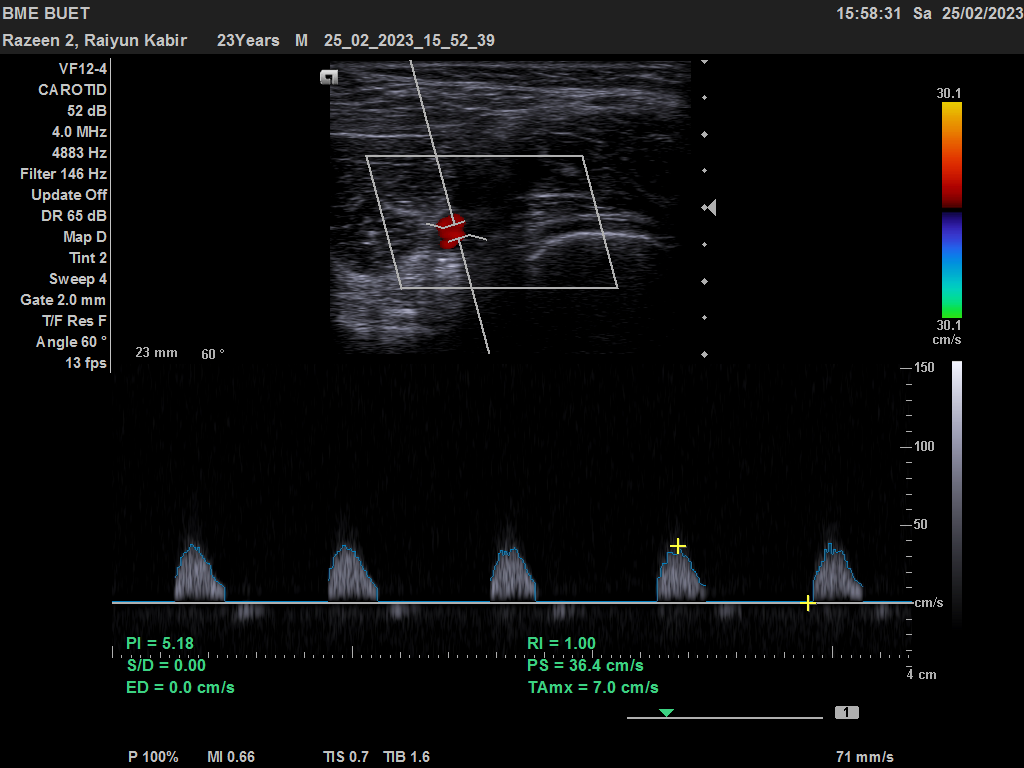 BME BUET
15:58:31 Sa 25/02/2023
Razeen 2, Raiyun Kabir 23Years M 25_02_2023_15_52_39
VF12-4
CAROTID
52 dB
4.0 MHz
4883 Hz
Filter 146 Hz
Update Off
DR 65 dB
Map D
Tint 2
Sweep 4
Gate 2.0 mm
T/F Res F
Angle 60 °
13 fps
23 mm 60 °
30.1
30.1
cm/s
150
100
50
cm/s
4 cm
PI = 5.18
S/D = 0.00
ED = 0.0 cm/s
RI = 1.00
PS = 36.4 cm/s
TAmx = 7.0 cm/s
1
P 100% MI 0.66 TIS 0.7 TIB 1.6 71 mm/s